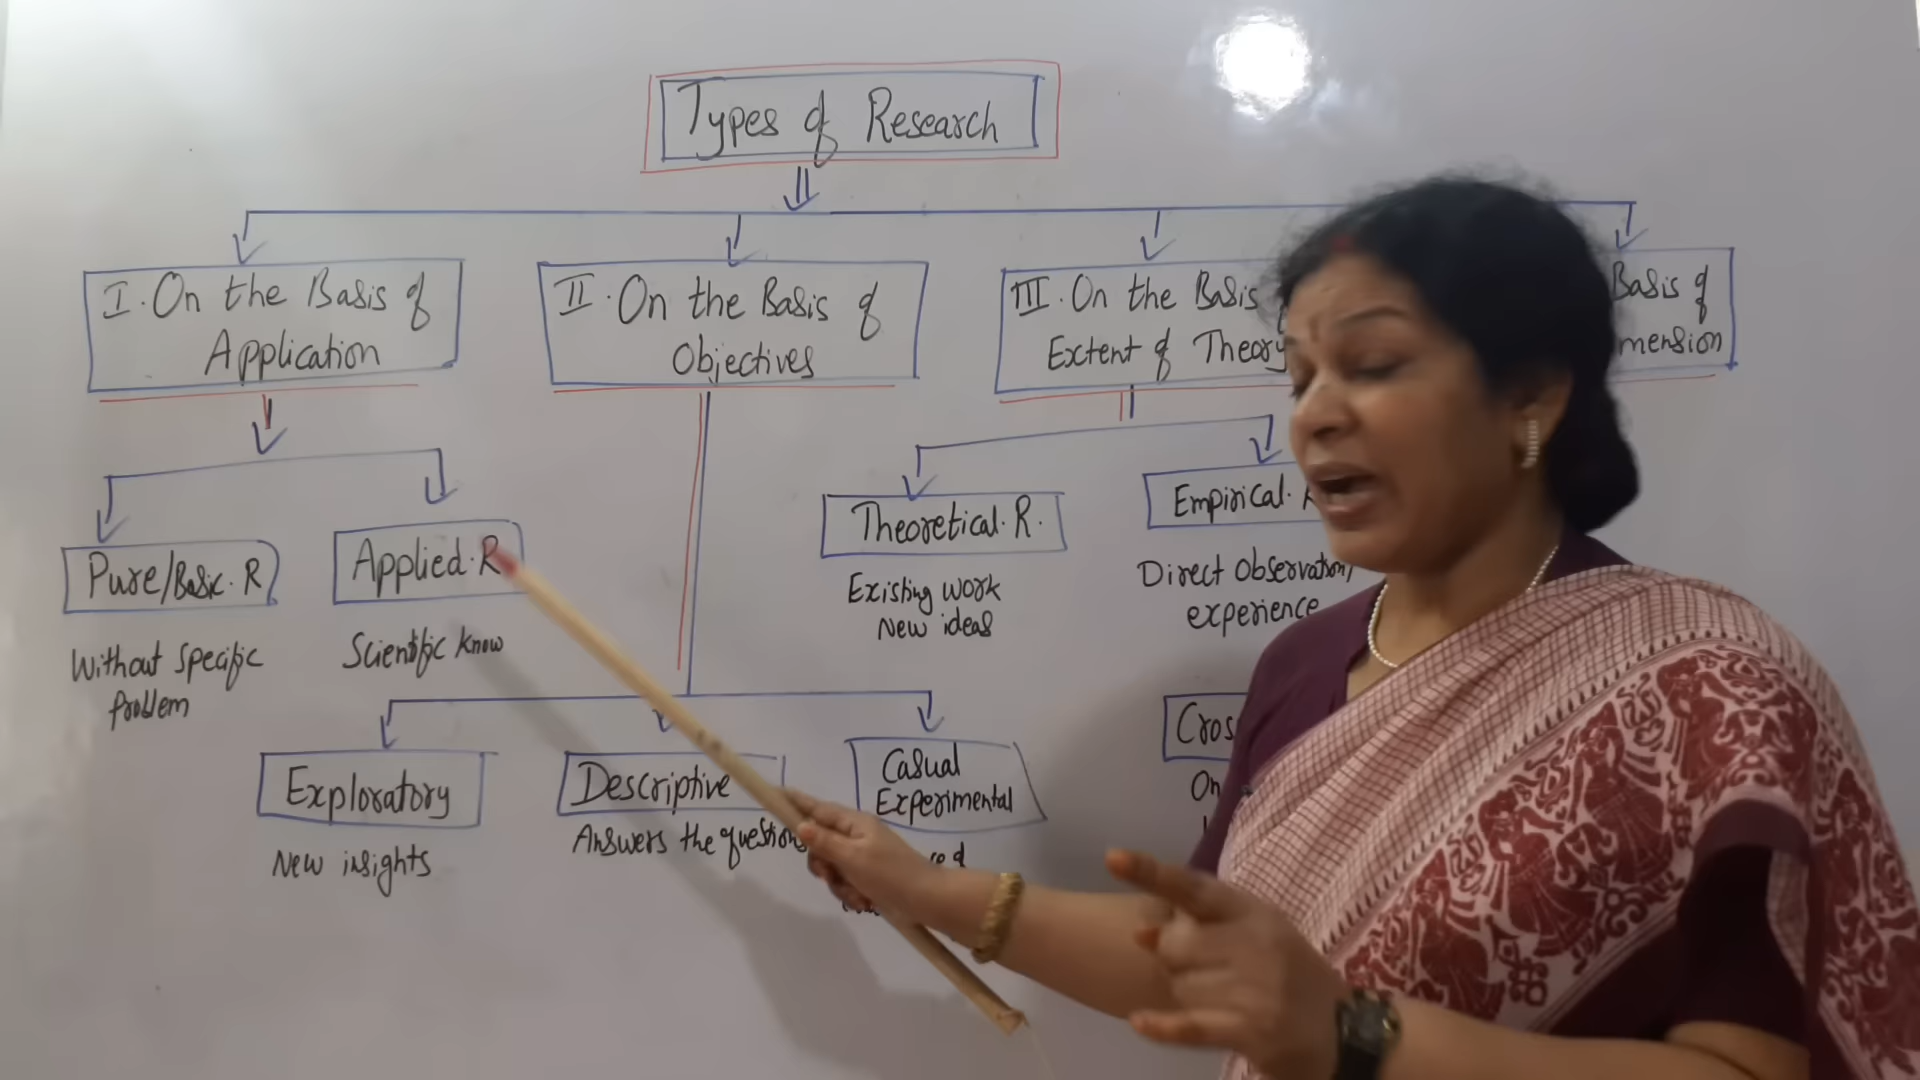 Types of Research
I. On the Basis of
Application
II. On the Basis of
Objectives
III. On the Basis
Extent of Theory
Basis of
mension
Pure/Basic. R
Without Specific
Problem
Applied. R
Scientific Know
Theoretical. R.
Existing work
New ideas
Empirical.
Direct Observation,
experience
Exploratory
New insights
Descriptive
Answers the questions
Casual
Experimental
Cros
On